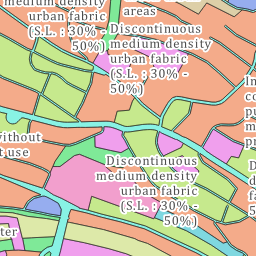 medium density
urban fabric
(S.L. : 30% -
50%)
areas
Discontinuous
medium density
urban fabric
(S.L. : 30% -
50%)
without
t use
Discontinuous
medium density
urban fabric
(S.L. : 30% -
50%)